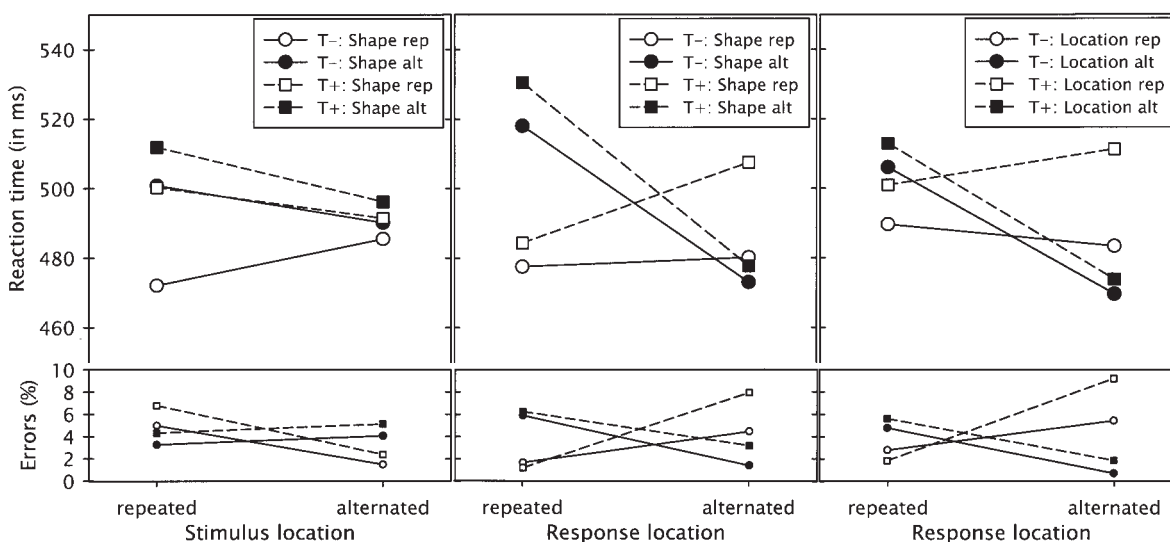 540
520
500
480
460
Reaction time (in ms)
T−: Shape rep
T−: Shape alt
T+: Shape rep
T+: Shape alt
T−: Shape rep
T−: Shape alt
T+: Shape rep
T+: Shape alt
T−: Location rep
T−: Location alt
T+: Location rep
T+: Location alt
10
8
6
4
2
0
Errors (%)
repeated alternated
Stimulus location
repeated alternated
Response location
repeated alternated
Response location